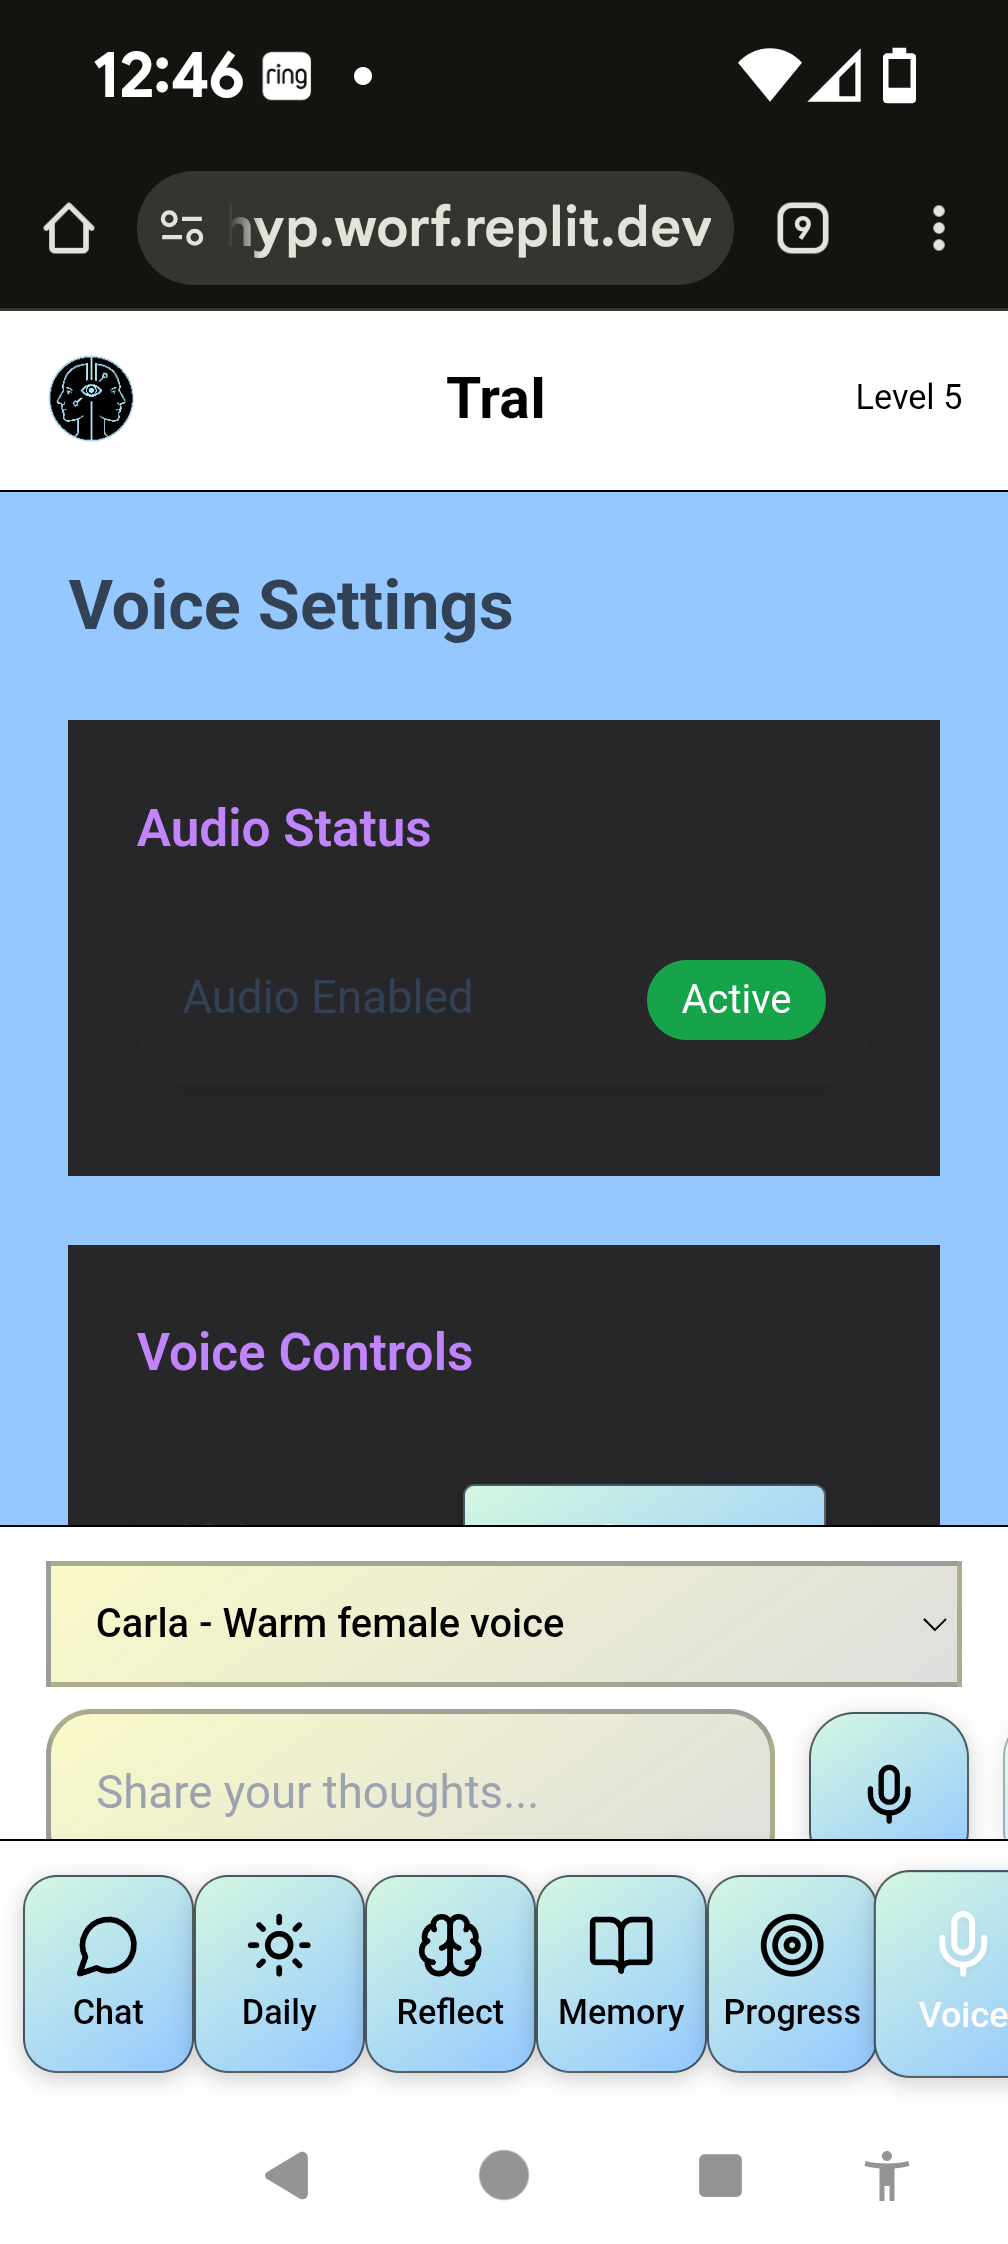 12:46 ring
hyp.worf.replit.dev 9
Tral Level 5
Voice Settings
Audio Status
Audio Enabled Active
Voice Controls
Carla - Warm female voice
Share your thoughts...
Chat Daily Reflect Memory Progress Voice